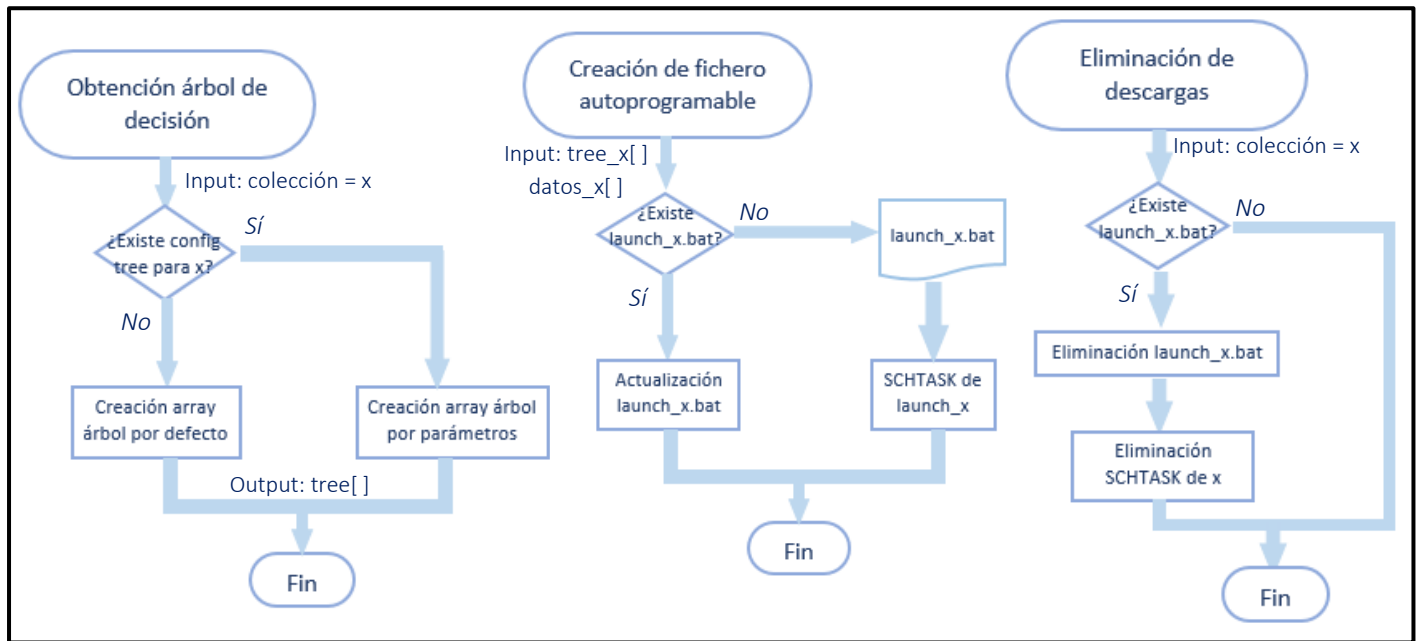 Obtención árbol de
decisión
Input: colección = x
¿Existe config
tree para x?
Sí
No
Creación array
árbol por defecto
Creación array árbol
por parámetros
Output: tree[ ]
Fin
Creación de fichero
autoprogramable
Input: tree_x[ ]
datos_x[ ]
¿Existe
launch_x.bat?
No
launch_x.bat
Sí
Actualización
launch_x.bat
SCHTASK de
launch_x
Fin
Eliminación de
descargas
Input: colección = x
¿Existe
launch_x.bat?
No
Sí
Eliminación launch_x.bat
Eliminación
SCHTASK de x
Fin